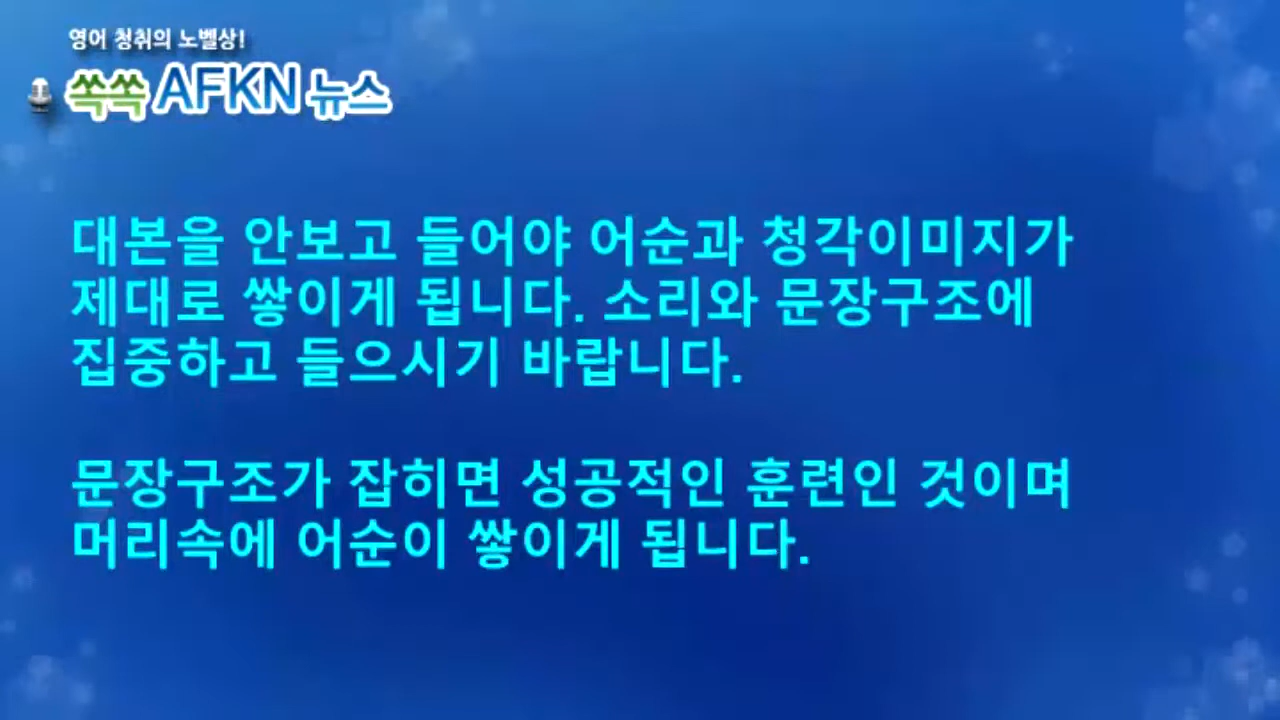 영어 청취의 노벨상!
쏙쏙 AFKN 뉴스
대본을 안보고 들어야 어순과 청각이미지가
제대로 쌓이게 됩니다. 소리와 문장구조에
집중하고 들으시기 바랍니다.
문장구조가 잡히면 성공적인 훈련인 것이며
머리속에 어순이 쌓이게 됩니다.